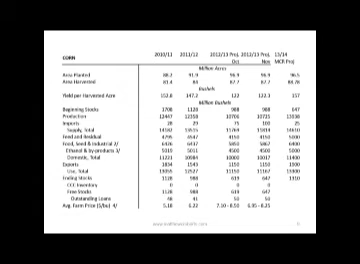 2010/11 2011/12 2012/13 Proj. 2012/13 Proj. 13/14
CORN Oct Nov MCR Proj
Million Acres
Area Planted 88.2 91.9 96.9 96.9 96.5
Area Harvested 81.4 84 87.7 87.7 88.78
Bushels
Yield per Harvested Acre 152.8 147.2 122 122.3 157
Million Bushels
Beginning Stocks 1708 1128 988 988 647
Production 12447 12358 10706 10725 13938
Imports 28 29 75 100 25
Supply, Total 14182 13515 11769 11814 14610
Feed and Residual 4795 4547 4150 4150 5000
Food, Seed & Industrial 2/ 6426 6437 5850 5867 6400
Ethanol & by-products 3/ 5019 5011 4500 4500 5000
Domestic, Total 11221 10984 10000 10017 11400
Exports 1834 1543 1150 1150 1900
Use, Total 13055 12527 11150 11167 13300
Ending Stocks 1128 988 619 647 1310
CCC Inventory 0 0 0 0
Free Stocks 1128 988 619 647
Outstanding Loans 48 41 50 50
Avg. Farm Price ($/bu) 4/ 5.18 6.22 7.10 - 8.50 6.95 - 8.25